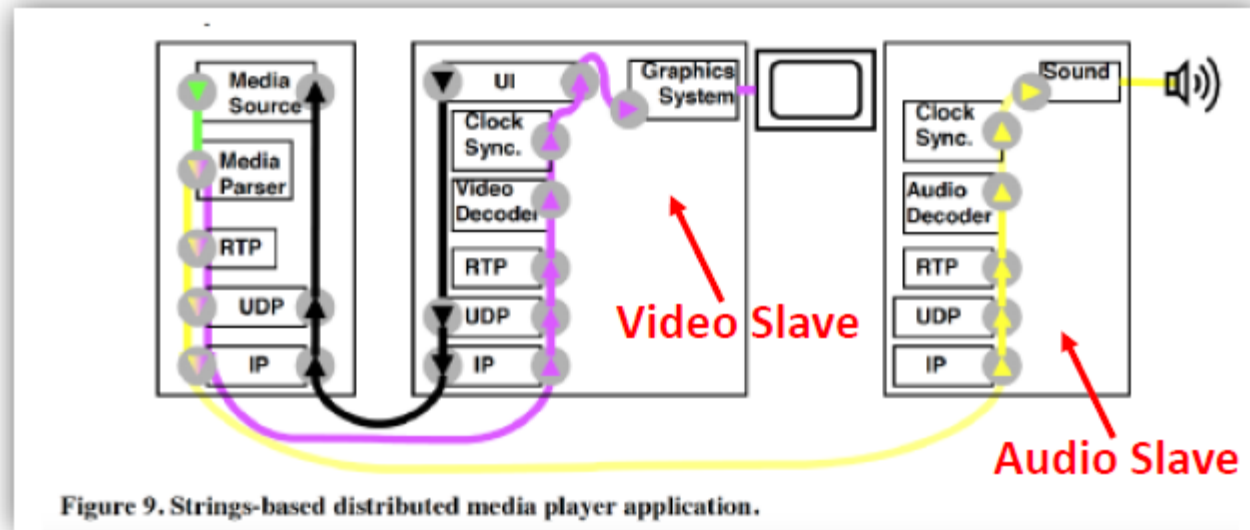 Media
Source
Media
Parser
RTP
UDP
IP
UI
Clock
Sync.
Video
Decoder
RTP
UDP
IP
Graphics
System
Video Slave
Sound
Clock
Sync.
Audio
Decoder
RTP
UDP
IP
Audio Slave
Figure 9. Strings-based distributed media player application.